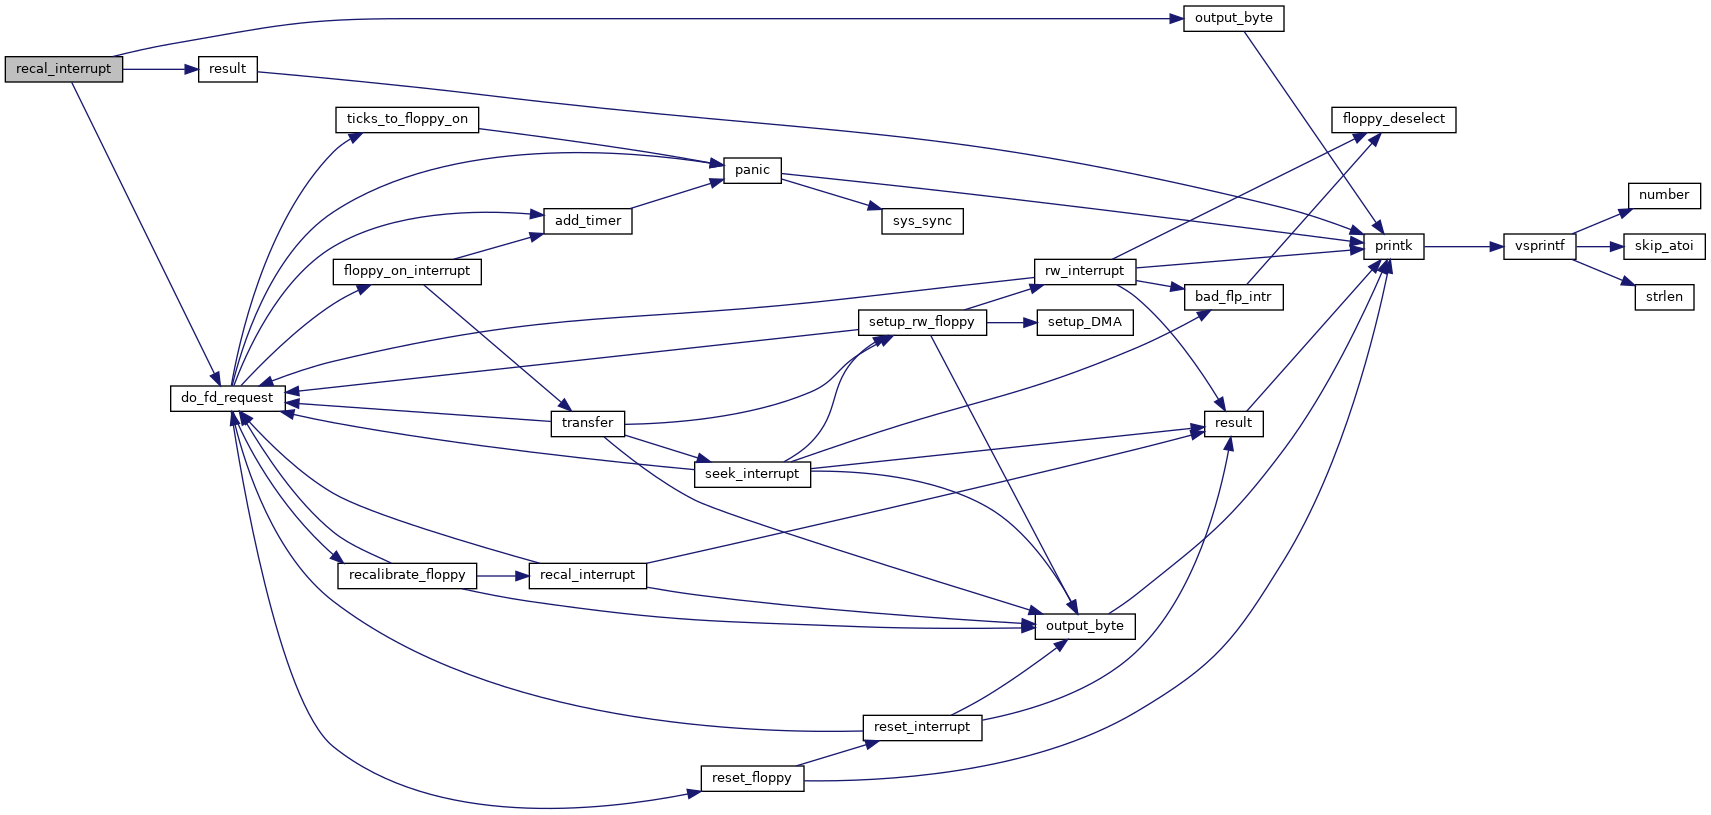 output_byte
recal_interrupt
result
ticks_to_floppy_on
floppy_deselect
panic
number
add_timer
sys_sync
printk
vsprintf
skip_atoi
floppy_on_interrupt
rw_interrupt
bad_flp_intr
strlen
setup_rw_floppy
setup_DMA
do_fd_request
transfer
result
seek_interrupt
recalibrate_floppy
recal_interrupt
output_byte
reset_interrupt
reset_floppy